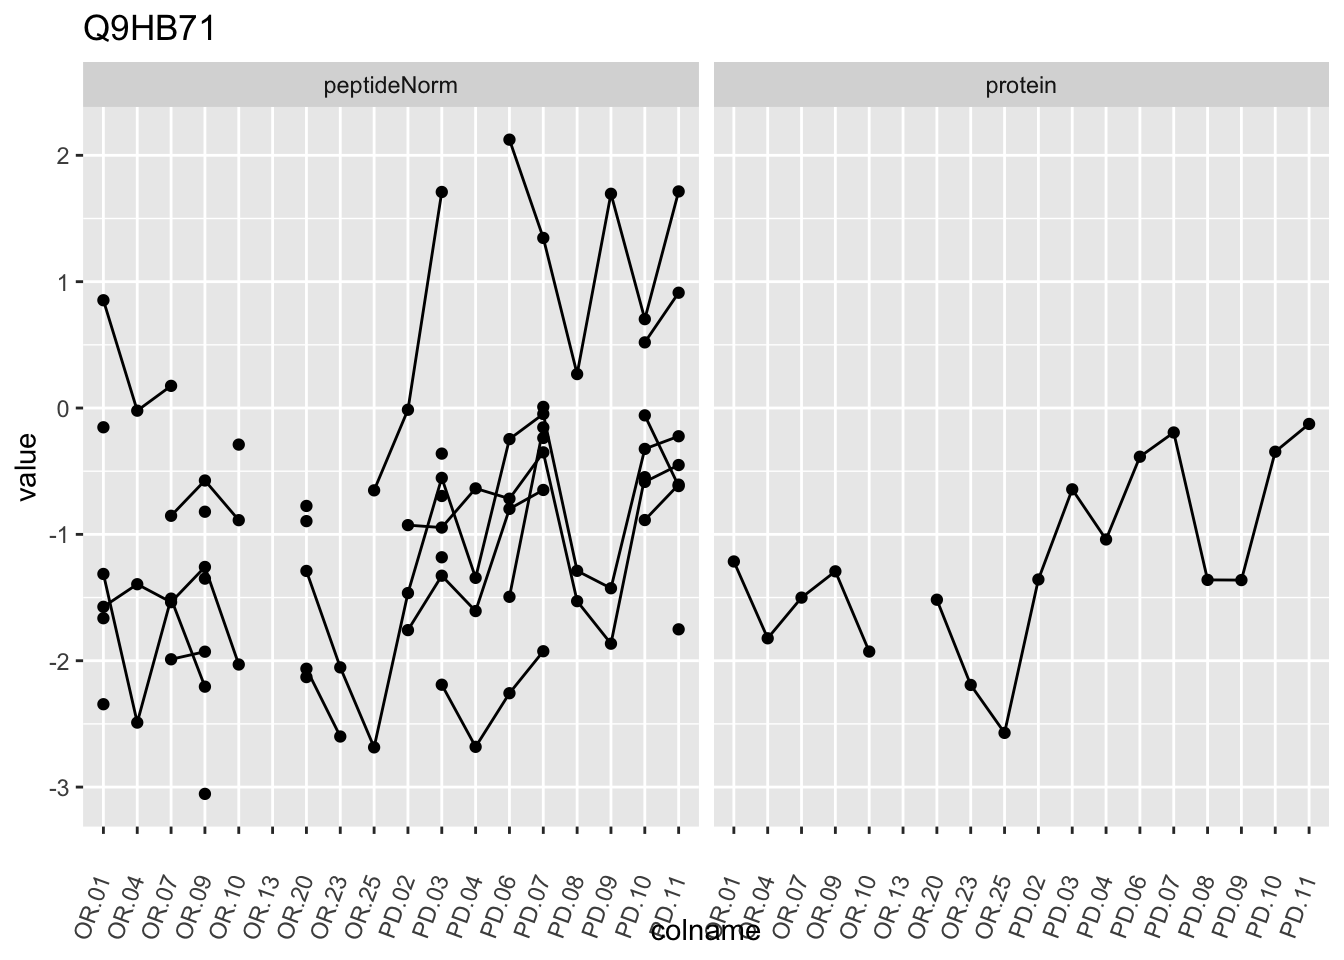 Q9HB71
peptideNorm
protein
value
2
1
0
-1
-2
-3
OR.01
OR.04
OR.07
OR.09
OR.10
OR.13
OR.20
OR.23
OR.25
PD.02
PD.03
PD.04
PD.06
PD.07
PD.08
PD.09
PD.10
PD.11
OR.01
OR.04
OR.07
OR.09
OR.10
OR.13
OR.20
OR.23
OR.25
PD.02
PD.03
PD.04
PD.06
PD.07
PD.08
PD.09
PD.10
PD.11
colname